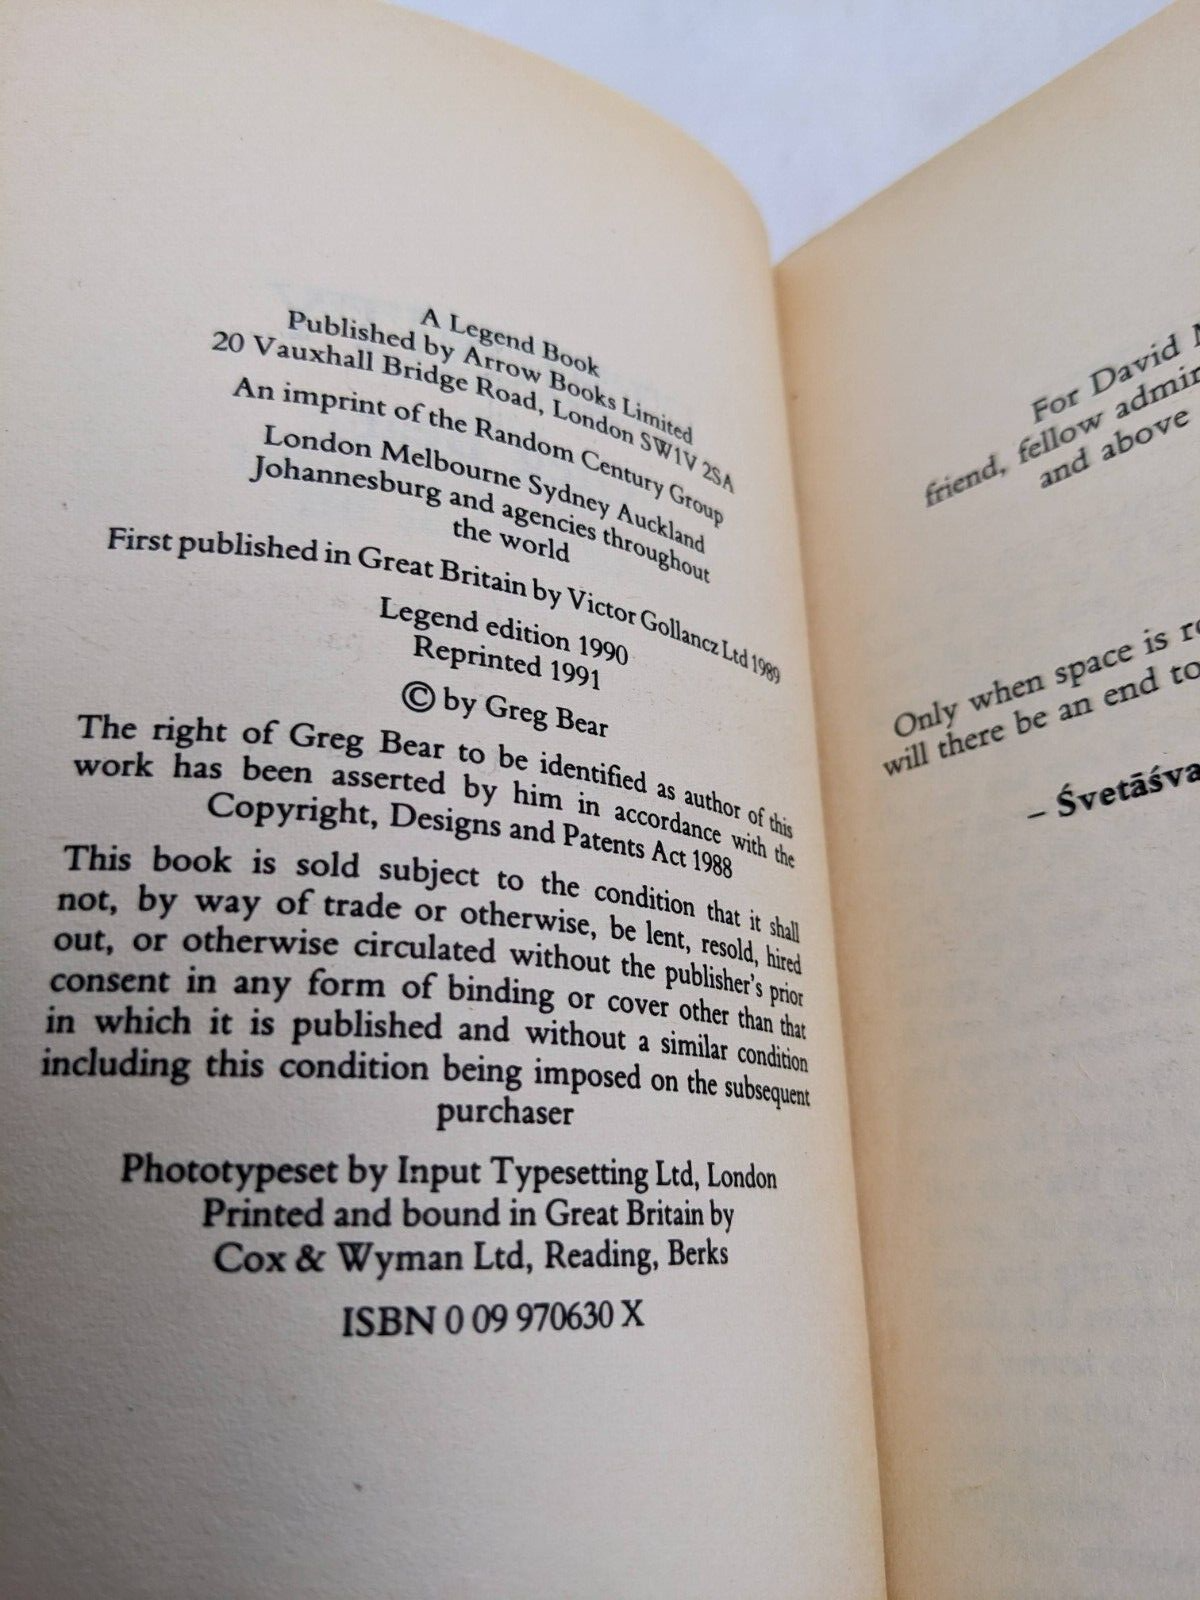 A Legend Book
Published by Arrow Books Limited
20 Vauxhall Bridge Road, London SW1V 2SA
An imprint of the Random Century Group
London Melbourne Sydney Auckland
Johannesburg and agencies throughout
the world
First published in Great Britain by Victor Gollancz Ltd 1989
Legend edition 1990
Reprinted 1991
© by Greg Bear
The right of Greg Bear to be identified as author of this
work has been asserted by him in accordance with the
Copyright, Designs and Patents Act 1988
This book is sold subject to the condition that it shall
not, by way of trade or otherwise, be lent, resold, hired
out, or otherwise circulated without the publisher's prior
consent in any form of binding or cover other than that
in which it is published and without a similar condition
including this condition being imposed on the subsequent
purchaser
Phototypeset by Input Typesetting Ltd, London
Printed and bound in Great Britain by
Cox & Wyman Ltd, Reading, Berks
ISBN 0 09 970630 X
For David
friend, fellow
and above
Only when space is
will there be an end to
–